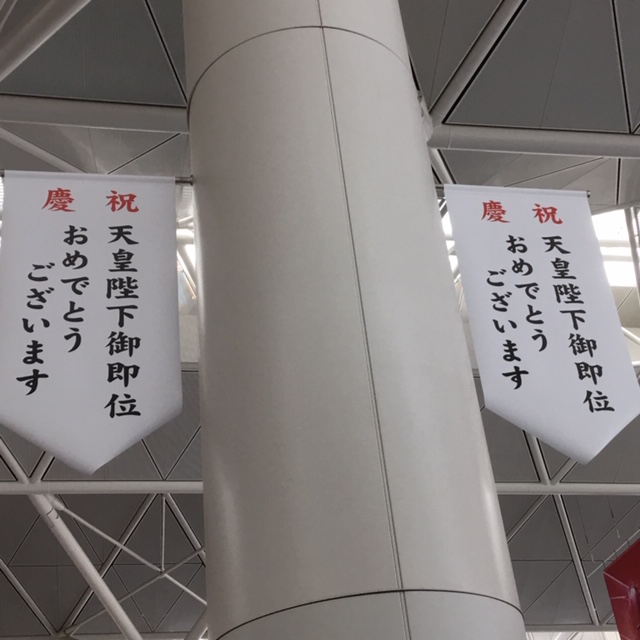 慶祝
天皇陛下御即位
おめでとう
ございます
慶祝
天皇陛下御即位
おめでとう
ございます